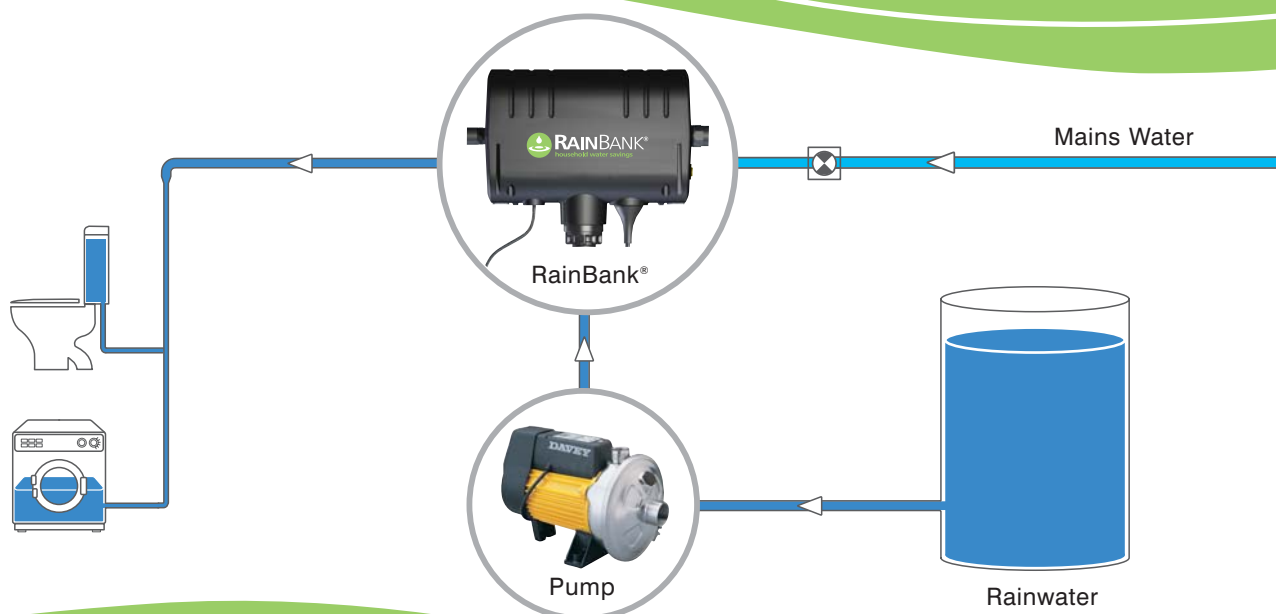 RAINBANK®
household water savings
Mains Water
RainBank®
DAVEY
Pump
Rainwater